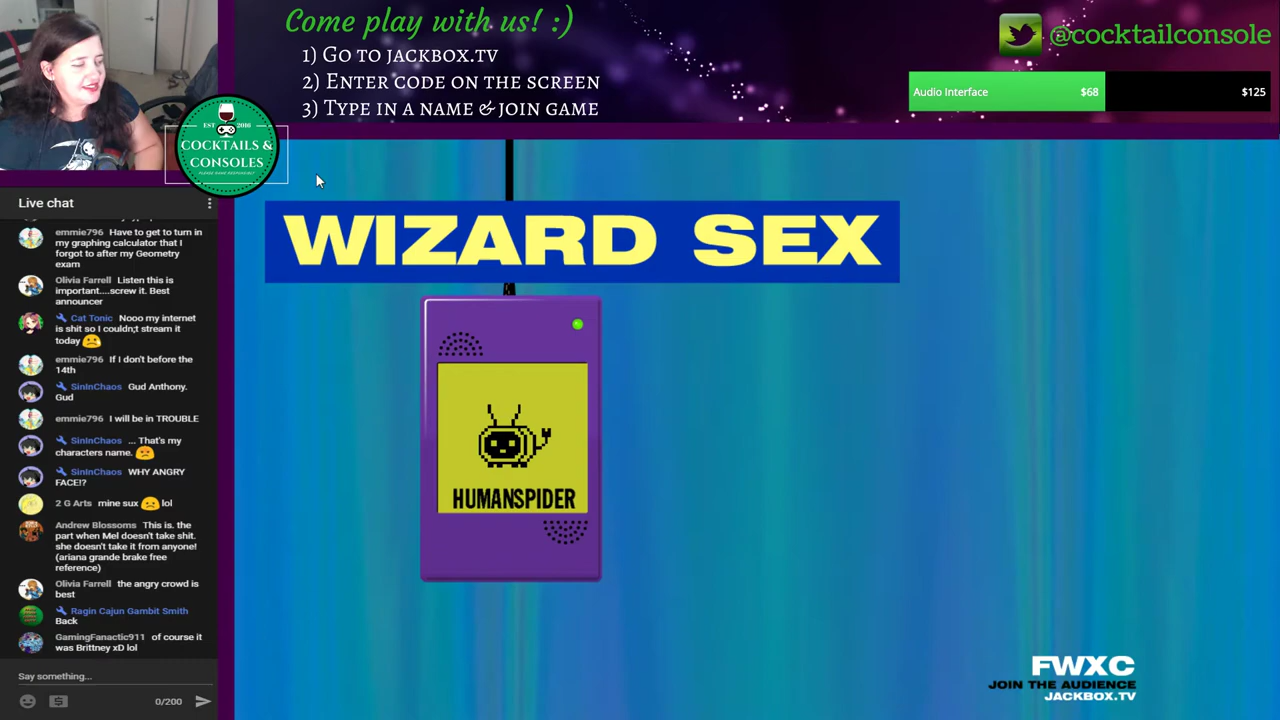 Come play with us! :)
1) Go to jackbox.tv
2) Enter code on the screen
3) Type in a name & join game
@cocktailconsole
Audio Interface $68 $125
EST 2016
COCKTAILS &
CONSOLES
PLEASE GAME RESPONSIBLY
Live chat
emmie796 Have to get to turn in
my graphing calculator that I
forgot to after my Geometry
exam
Olivia Farrell Listen this is
important....screw it. Best
announcer
Cat Tonic Nooo my internet
is shit so I couldn;t stream it
today
emmie796 If I don't before the
14th
SinInChaos Gud Anthony.
Gud
emmie796 I will be in TROUBLE
SinInChaos ... That's my
characters name.
SinInChaos WHY ANGRY
FACE!?
2 G Arts mine sux lol
Andrew Blossoms This is. the
part when Mel doesn't take shit.
she doesn't take it from anyone!
(ariana grande brake free
reference)
Olivia Farrell the angry crowd is
best
Ragin Cajun Gambit Smith
Back
GamingFanactic911 of course it
was Brittney xD lol
Say something...
0/200
WIZARD SEX
HUMANSPIDER
FWXC
JOIN THE AUDIENCE
JACKBOX.TV